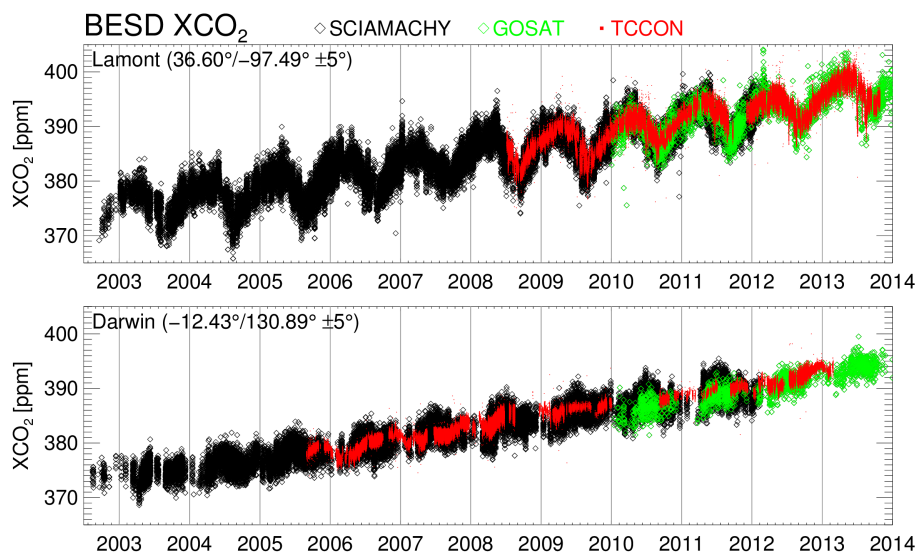 BESD XCO₂ ◇ SCIAMACHY ◇ GOSAT ▪ TCCON
Lamont (36.60°/−97.49° ±5°)
400
390
380
370
XCO₂ [ppm]
2003 2004 2005 2006 2007 2008 2009 2010 2011 2012 2013 2014
Darwin (−12.43°/130.89° ±5°)
400
390
380
370
XCO₂ [ppm]
2003 2004 2005 2006 2007 2008 2009 2010 2011 2012 2013 2014